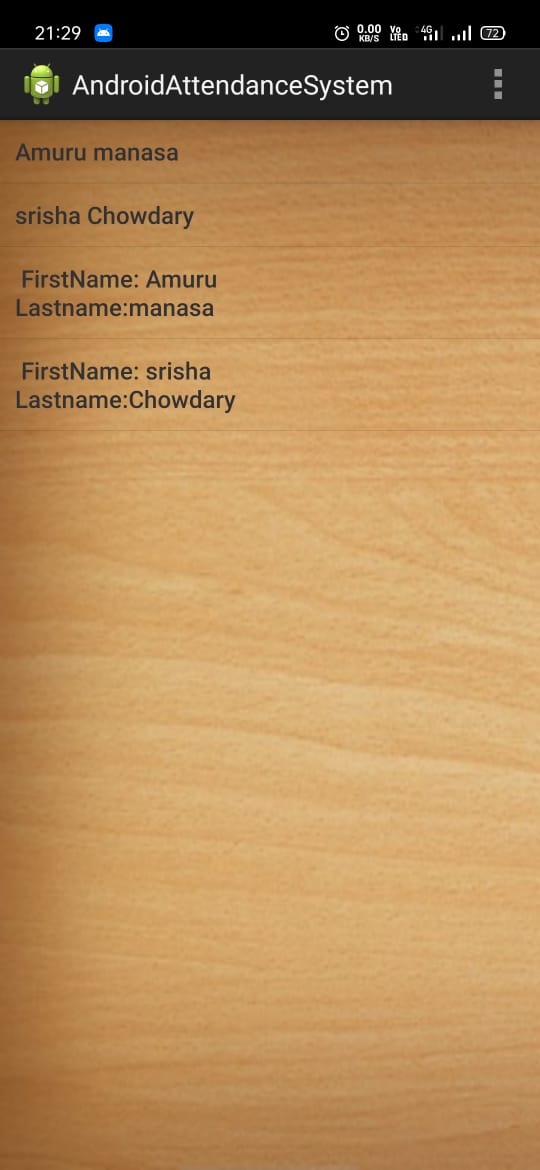 21:29
0.00
KB/S
Vo
LTED
4G
72
AndroidAttendanceSystem
Amuru manasa
srisha Chowdary
FirstName: Amuru
Lastname:manasa
FirstName: srisha
Lastname:Chowdary